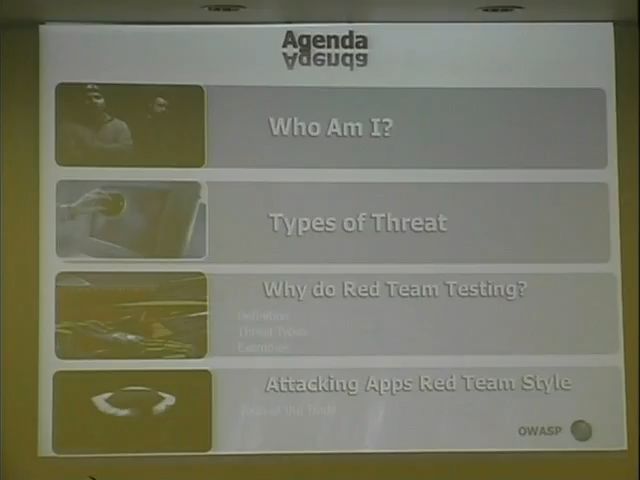 Agenda
Who Am I?
Types of Threat
Why do Red Team Testing?
Definition
Threat Types
Examples
Attacking Apps Red Team Style
OWASP